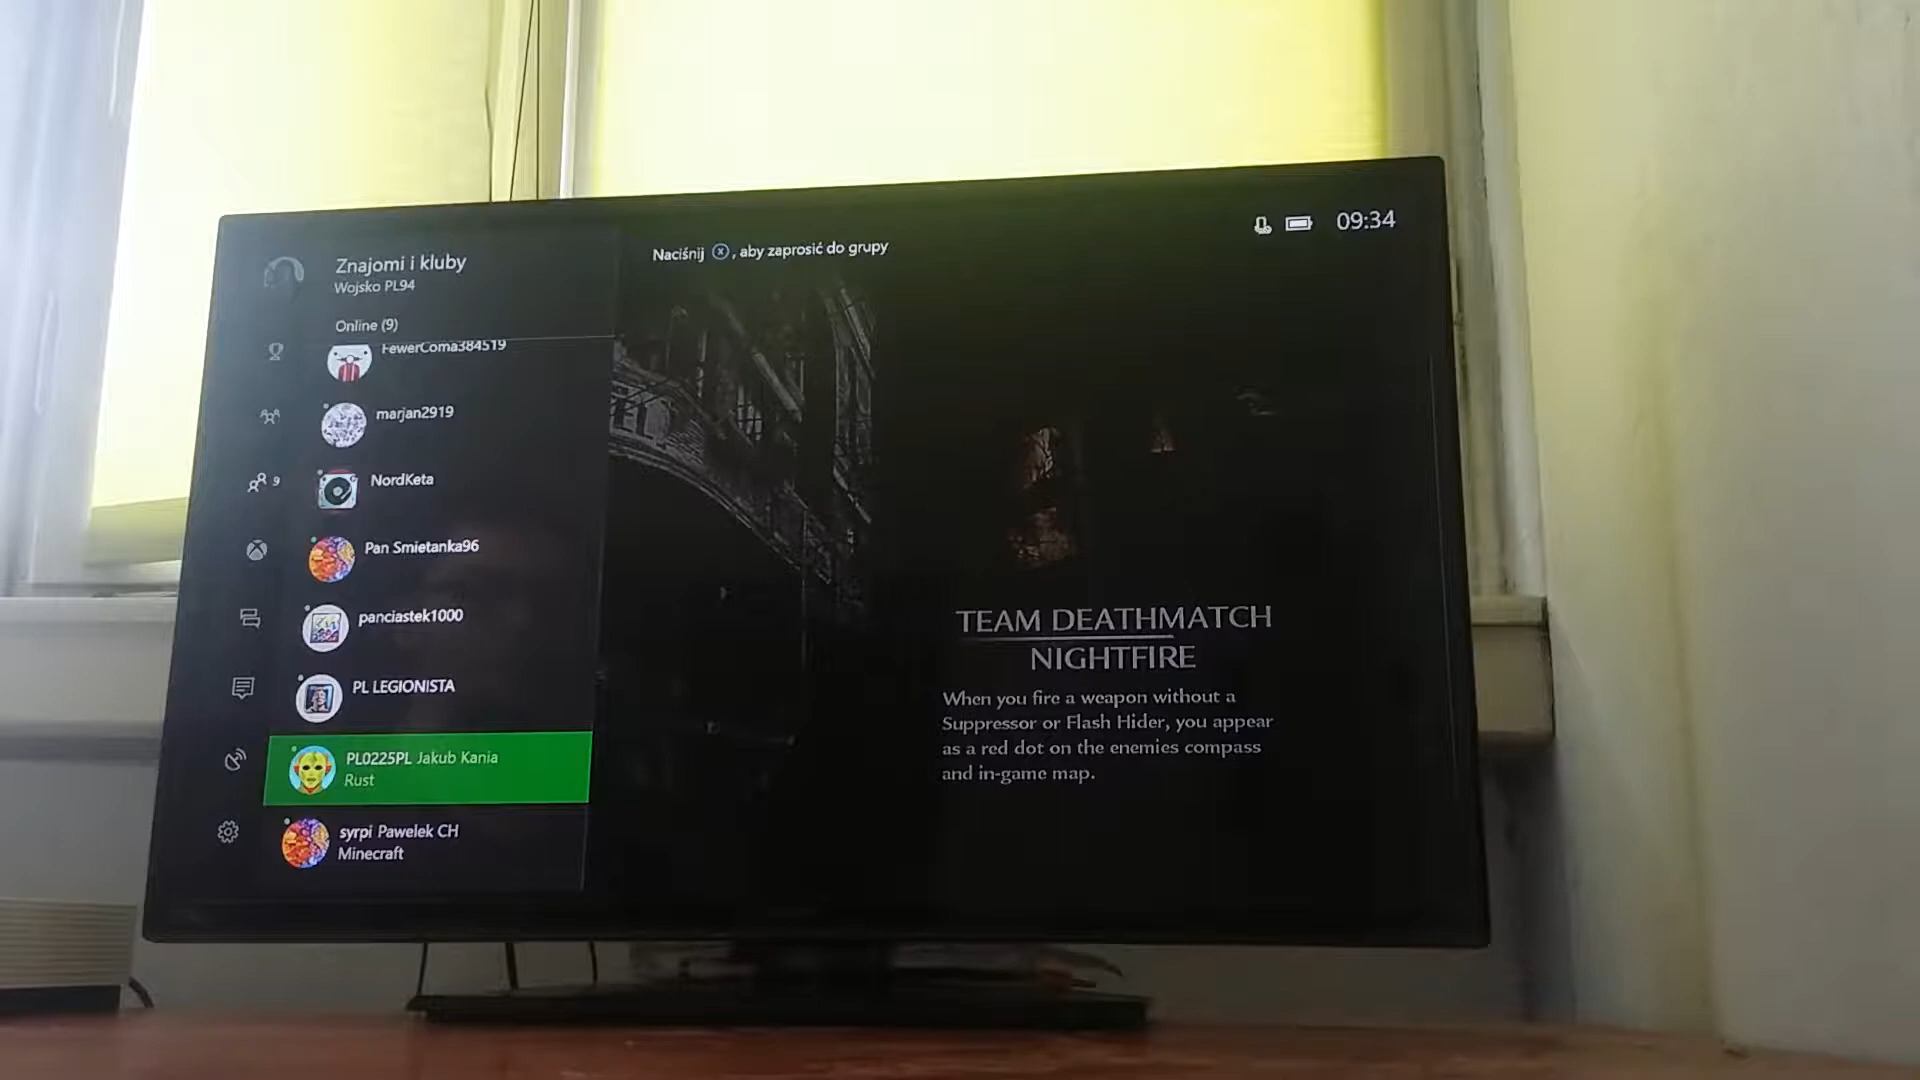 09:34
Znajomi i kluby
Wojsko PL94
Naciśnij X, aby zaprosić do grupy
Online (9)
FewerComa384519
marjan2919
9
NordKeta
Pan Smietanka96
panciastek1000
PL LEGIONISTA
PL0225PL Jakub Kania
Rust
syrpi Pawelek CH
Minecraft
TEAM DEATHMATCH
NIGHTFIRE
When you fire a weapon without a
Suppressor or Flash Hider, you appear
as a red dot on the enemies compass
and in-game map.